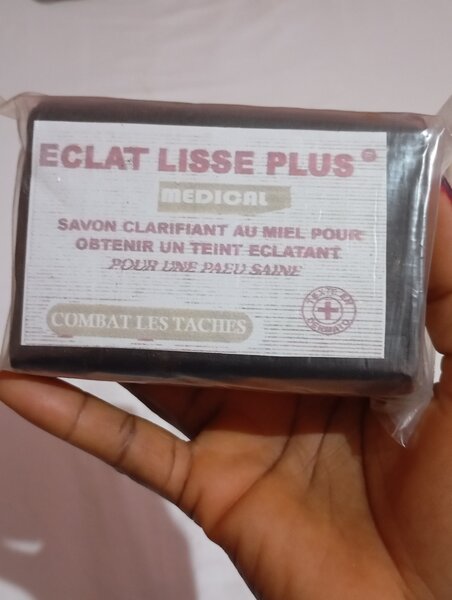 ECLAT LISSE PLUS®
MEDICAL
SAVON CLARIFIANT AU MIEL POUR
OBTENIR UN TEINT ECLATANT
POUR UNE PAEU SAINE
COMBAT LES TACHES